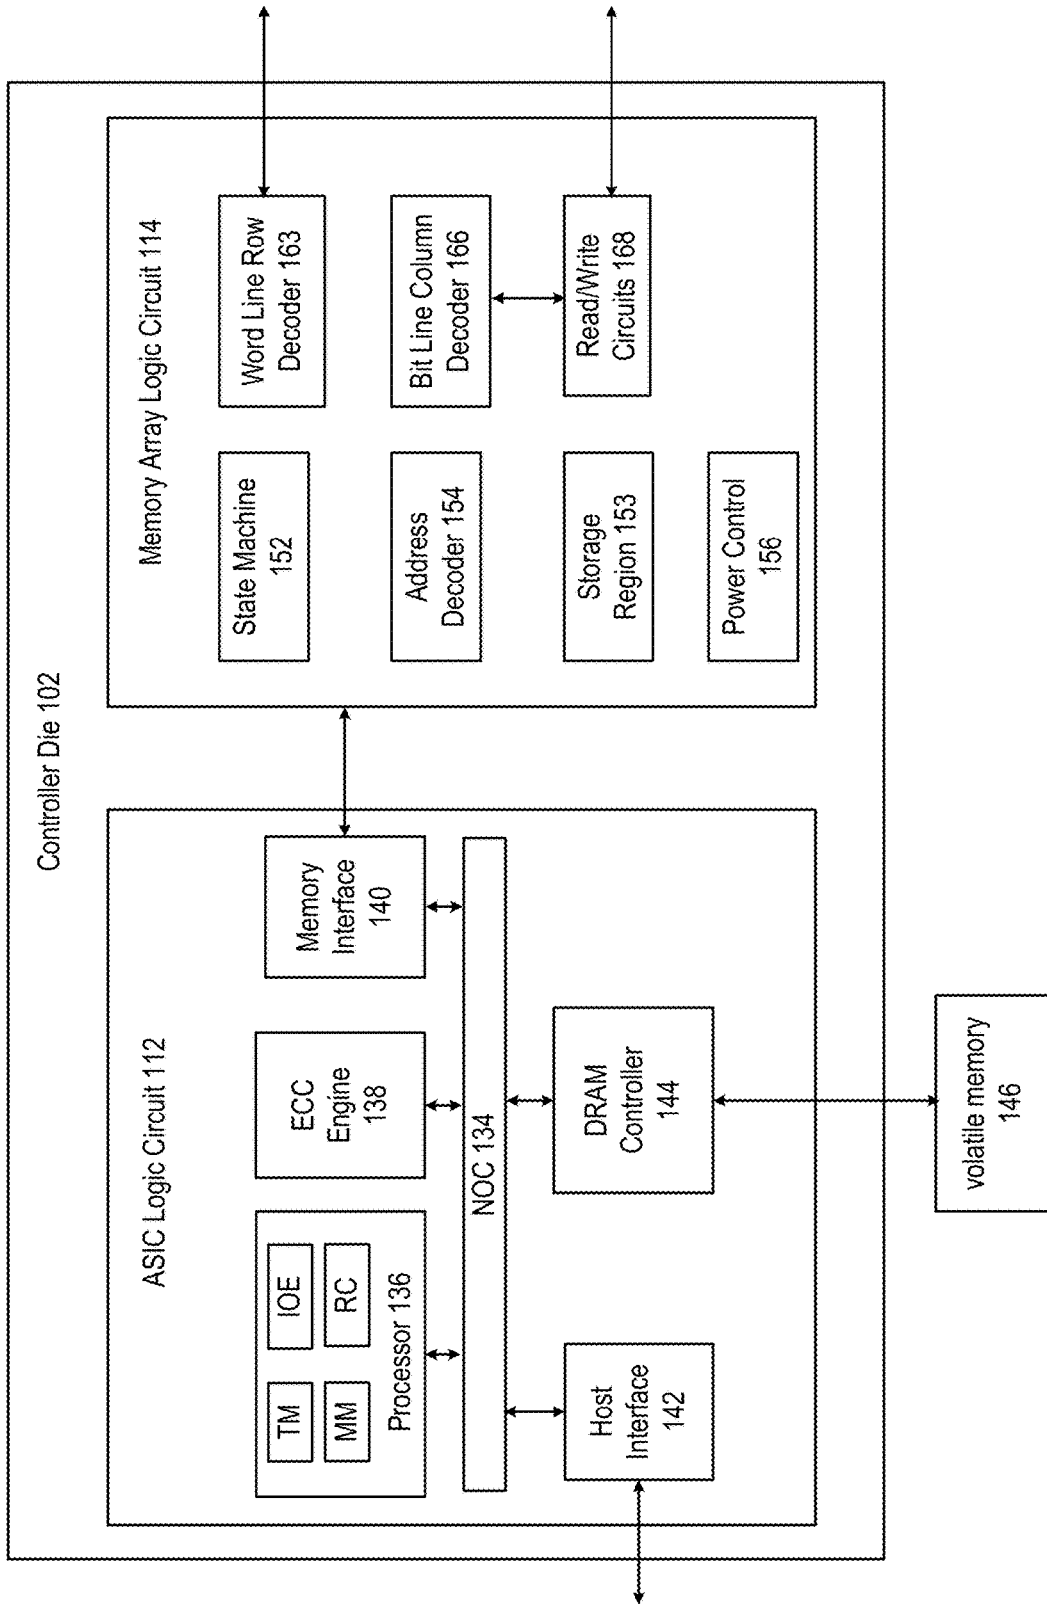 Controller Die 102
ASIC Logic Circuit 112
TM
IOE
MM
RC
Processor 136
ECC
Engine
138
Memory
Interface
140
NOC 134
Host
Interface
142
DRAM
Controller
144
volatile memory
146
Memory Array Logic Circuit 114
State Machine
152
Word Line Row
Decoder 163
Address
Decoder 154
Bit Line Column
Decoder 166
Storage
Region 153
Read/Write
Circuits 168
Power Control
156